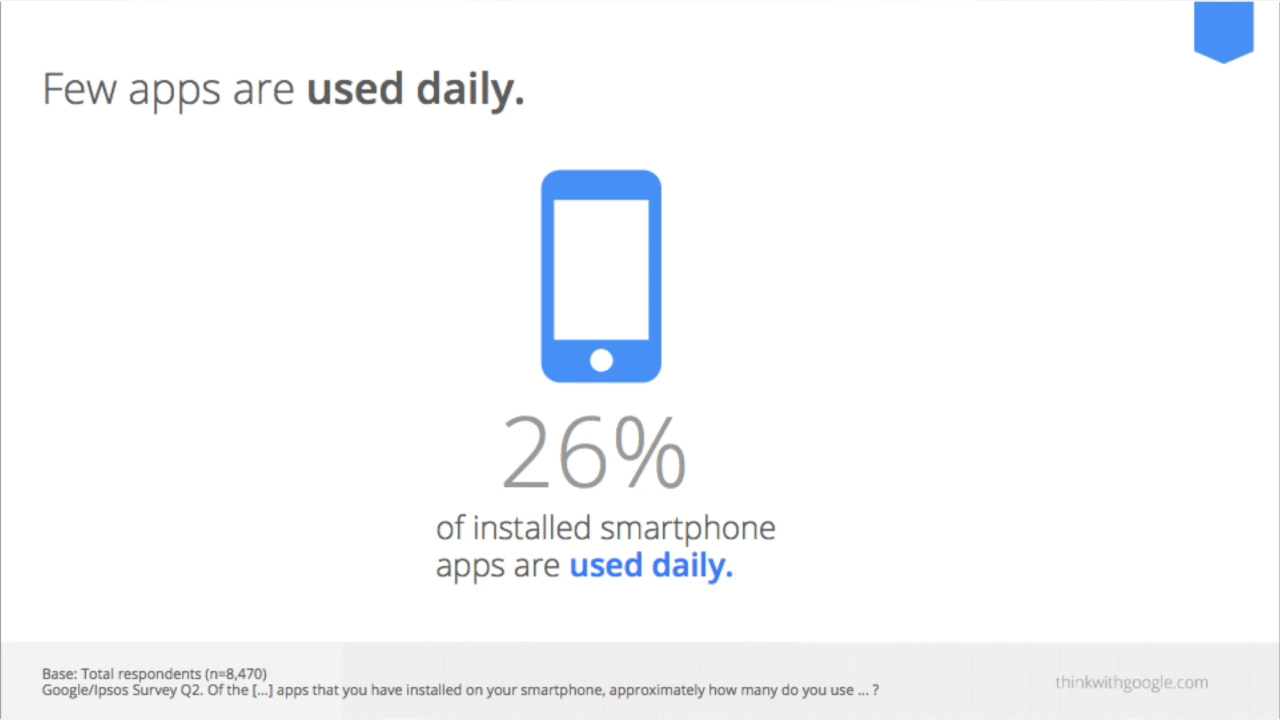 Few apps are used daily.
26%
of installed smartphone
apps are used daily.
Base: Total respondents (n=8,470)
Google/Ipsos Survey Q2. Of the [...] apps that you have installed on your smartphone, approximately how many do you use ... ?
thinkwithgoogle.com